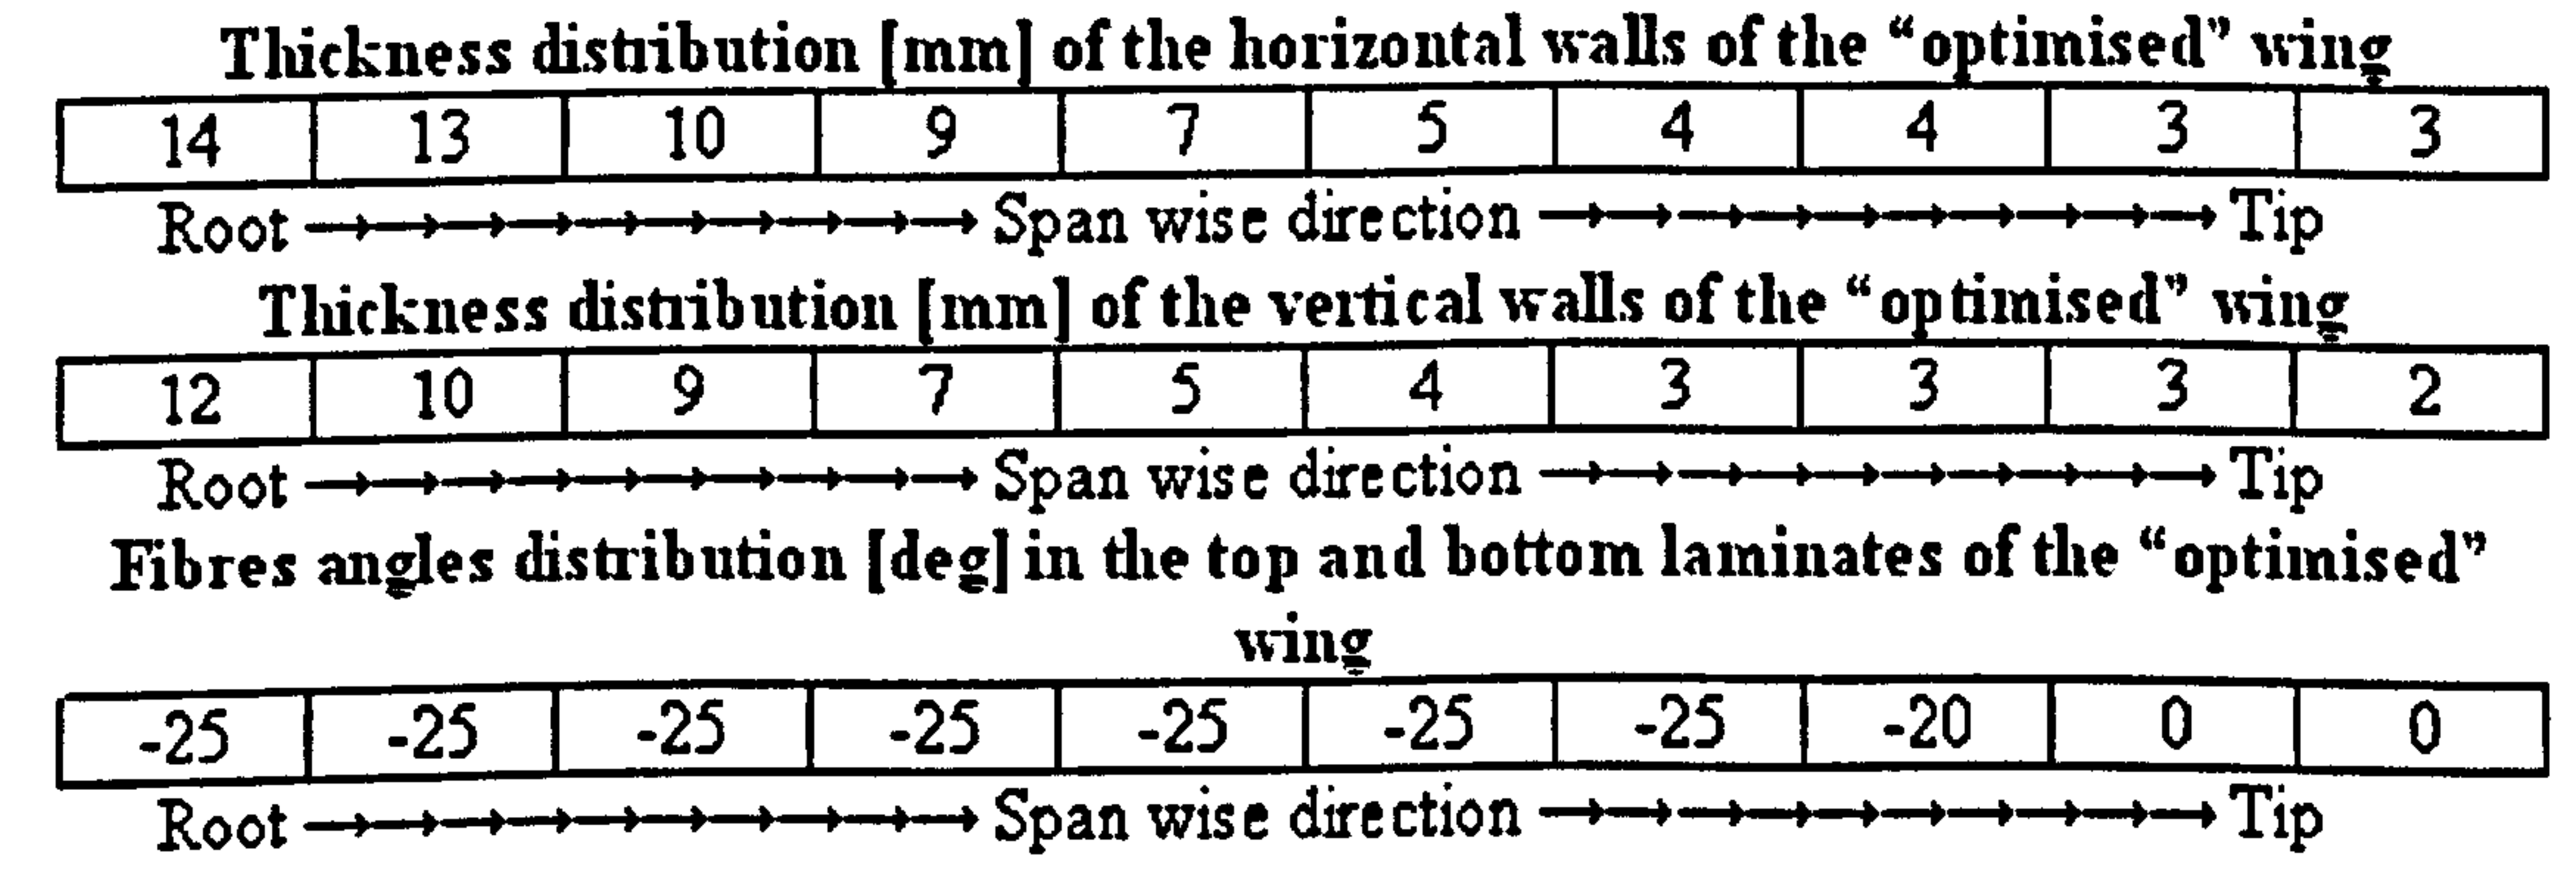 Thickness distribution [mm] of the horizontal walls of the “optimised” wing
14 13 10 9 7 5 4 4 3 3
Root Span wise direction Tip
Thickness distribution [mm] of the vertical walls of the “optimised” wing
12 10 9 7 5 4 3 3 3 2
Root Span wise direction Tip
Fibres angles distribution [deg] in the top and bottom laminates of the “optimised”
wing
-25 -25 -25 -25 -25 -25 -25 -20 0 0
Root Span wise direction Tip